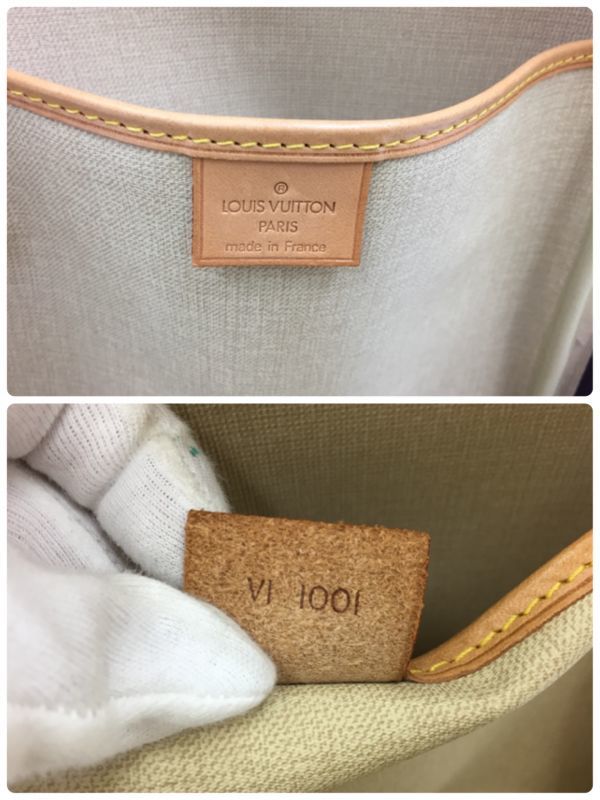 ®
LOUIS VUITTON
PARIS
made in France
VI 1001